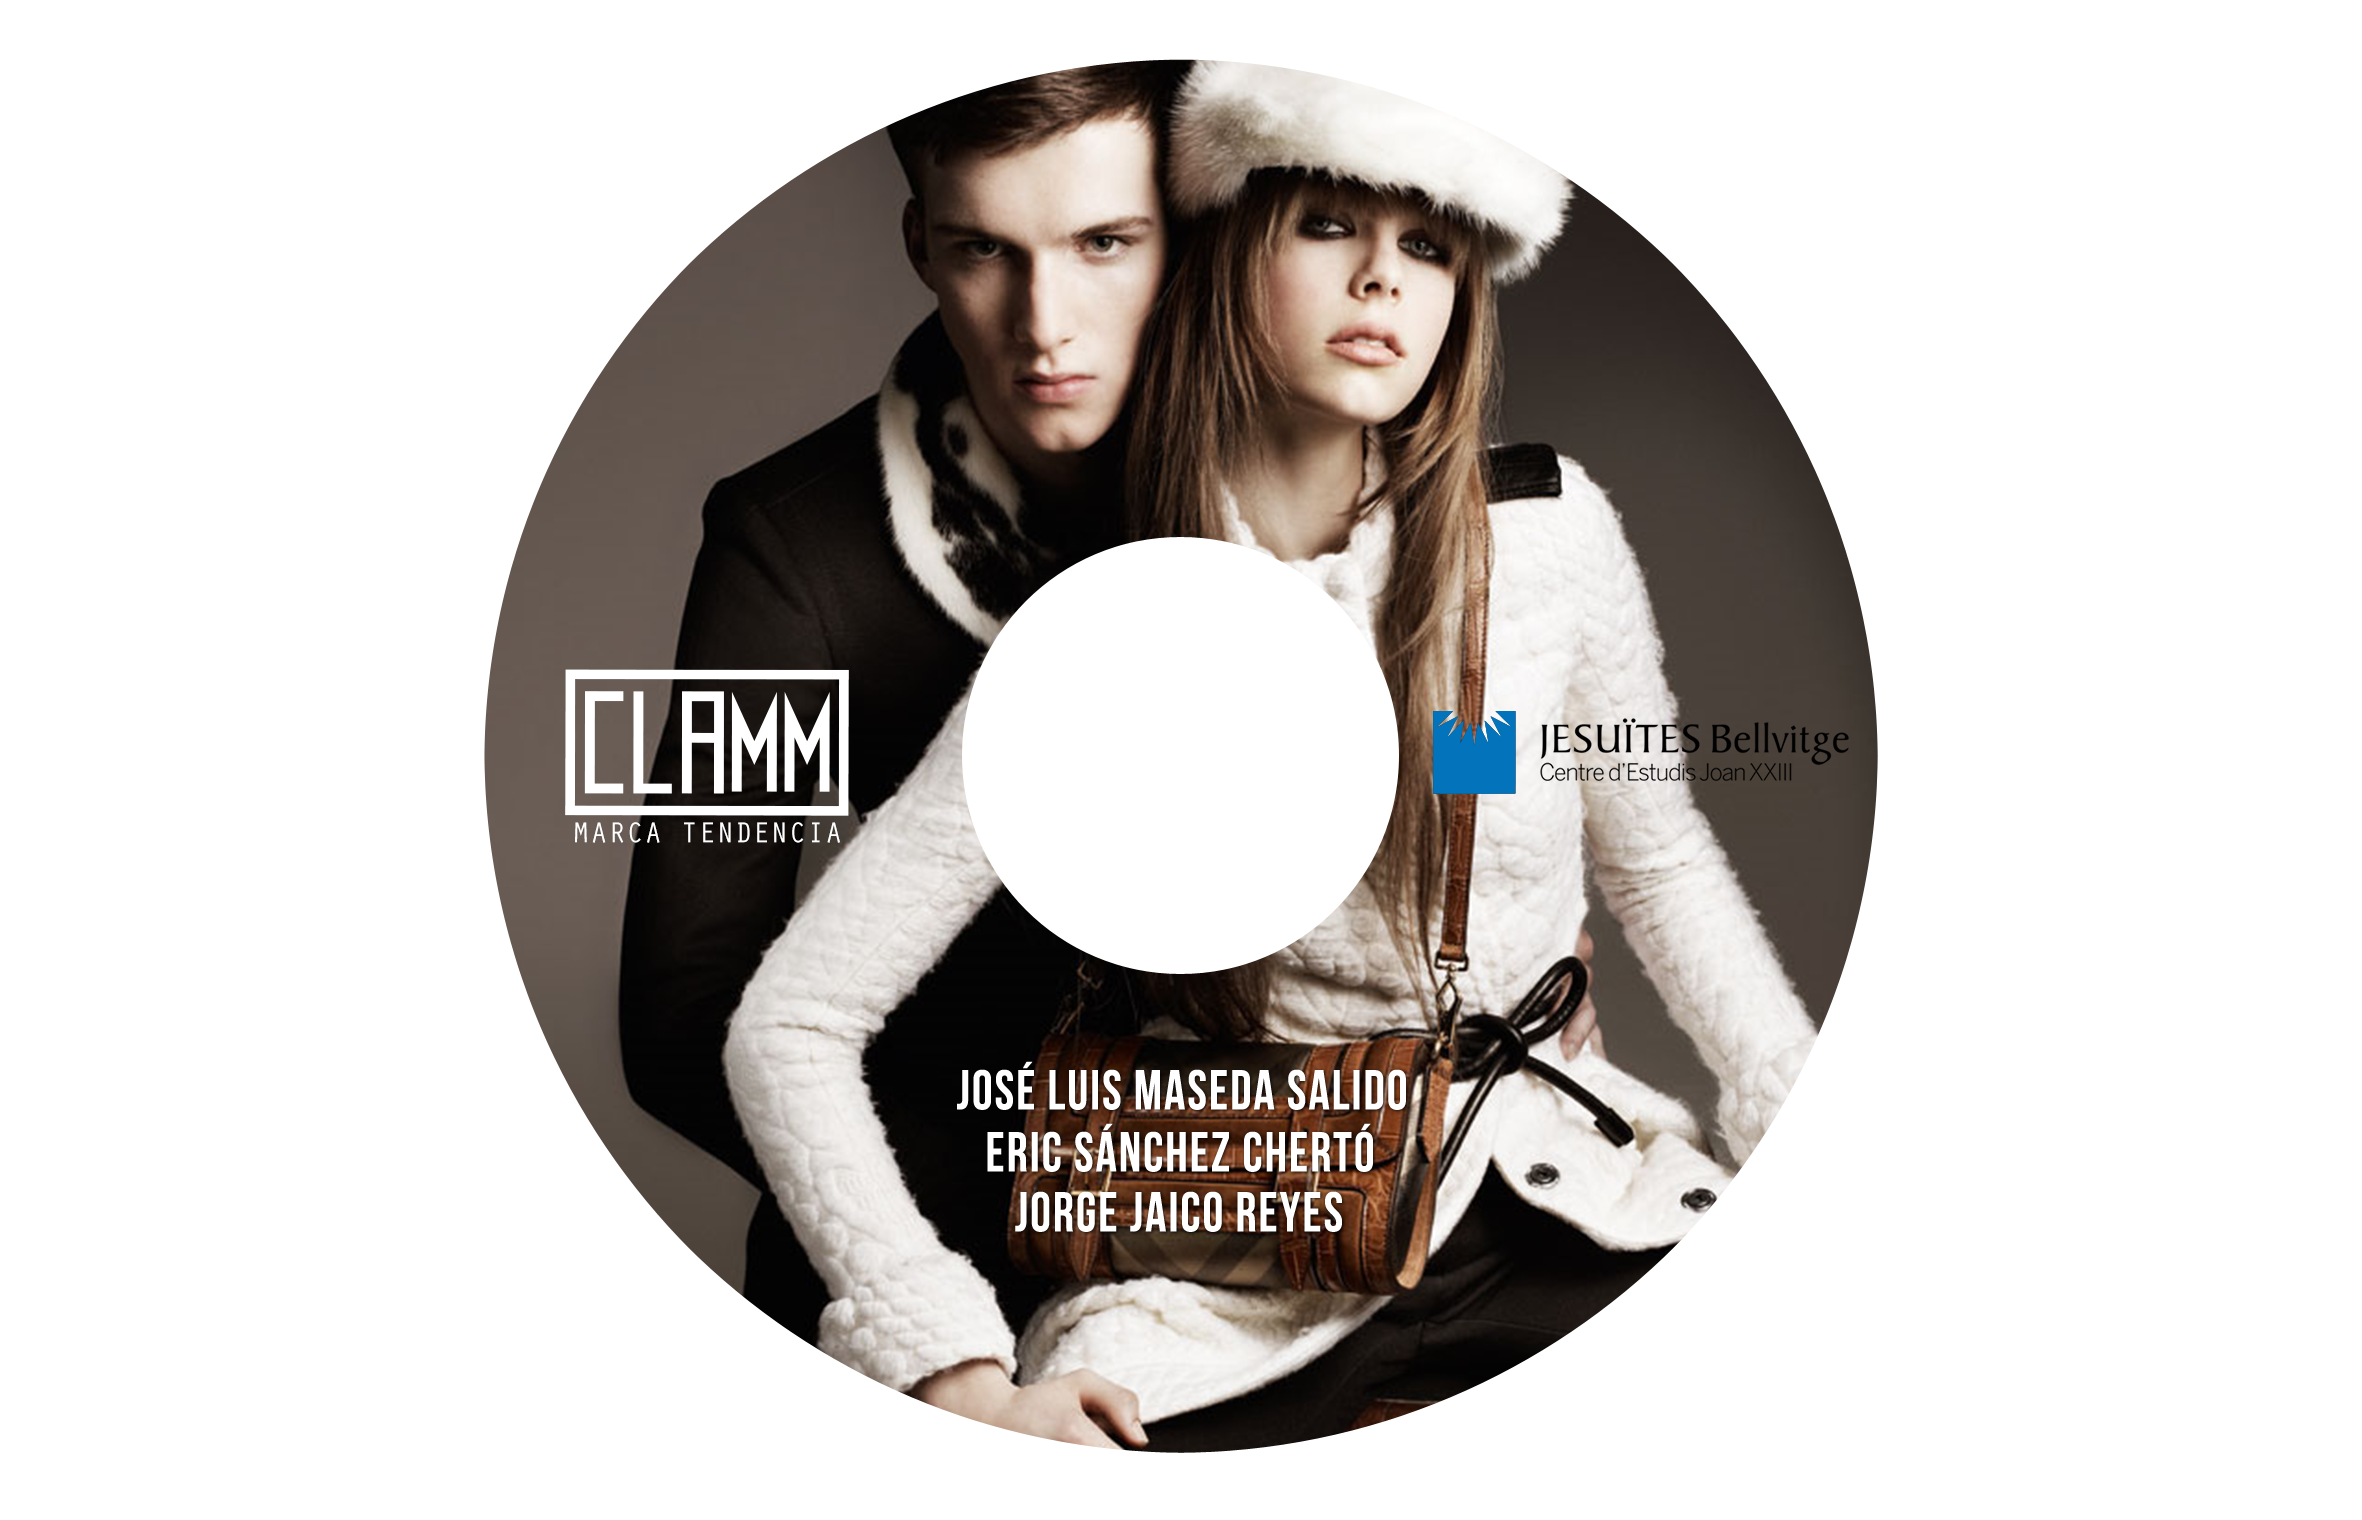 CLAMM
MARCA TENDENCIA
JESUÏTES Bellvitge
Centre d'Estudis Joan XXIII
JOSÉ LUIS MASEDA SALIDO
ERIC SÁNCHEZ CHERTÓ
JORGE JAICO REYES